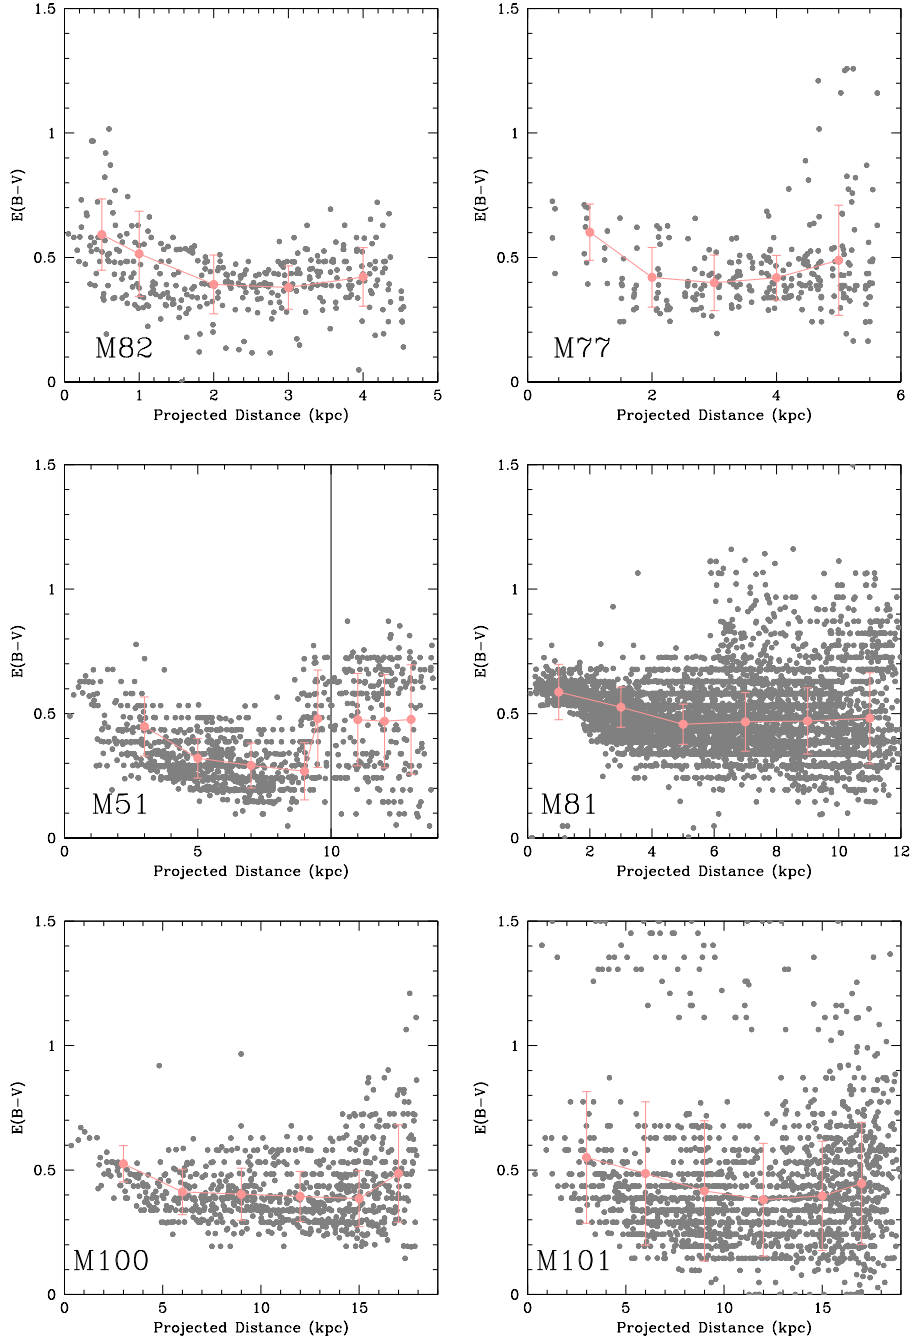 1.5
1
0.5
0
E(B−V)
M82
0 1 2 3 4 5
Projected Distance (kpc)
1.5
1
0.5
0
E(B−V)
M77
0 2 4 6
Projected Distance (kpc)
1.5
1
0.5
0
E(B−V)
M51
0 5 10
Projected Distance (kpc)
1.5
1
0.5
0
E(B−V)
M81
0 2 4 6 8 10 12
Projected Distance (kpc)
1.5
1
0.5
0
E(B−V)
M100
0 5 10 15
Projected Distance (kpc)
1.5
1
0.5
0
E(B−V)
M101
0 5 10 15
Projected Distance (kpc)